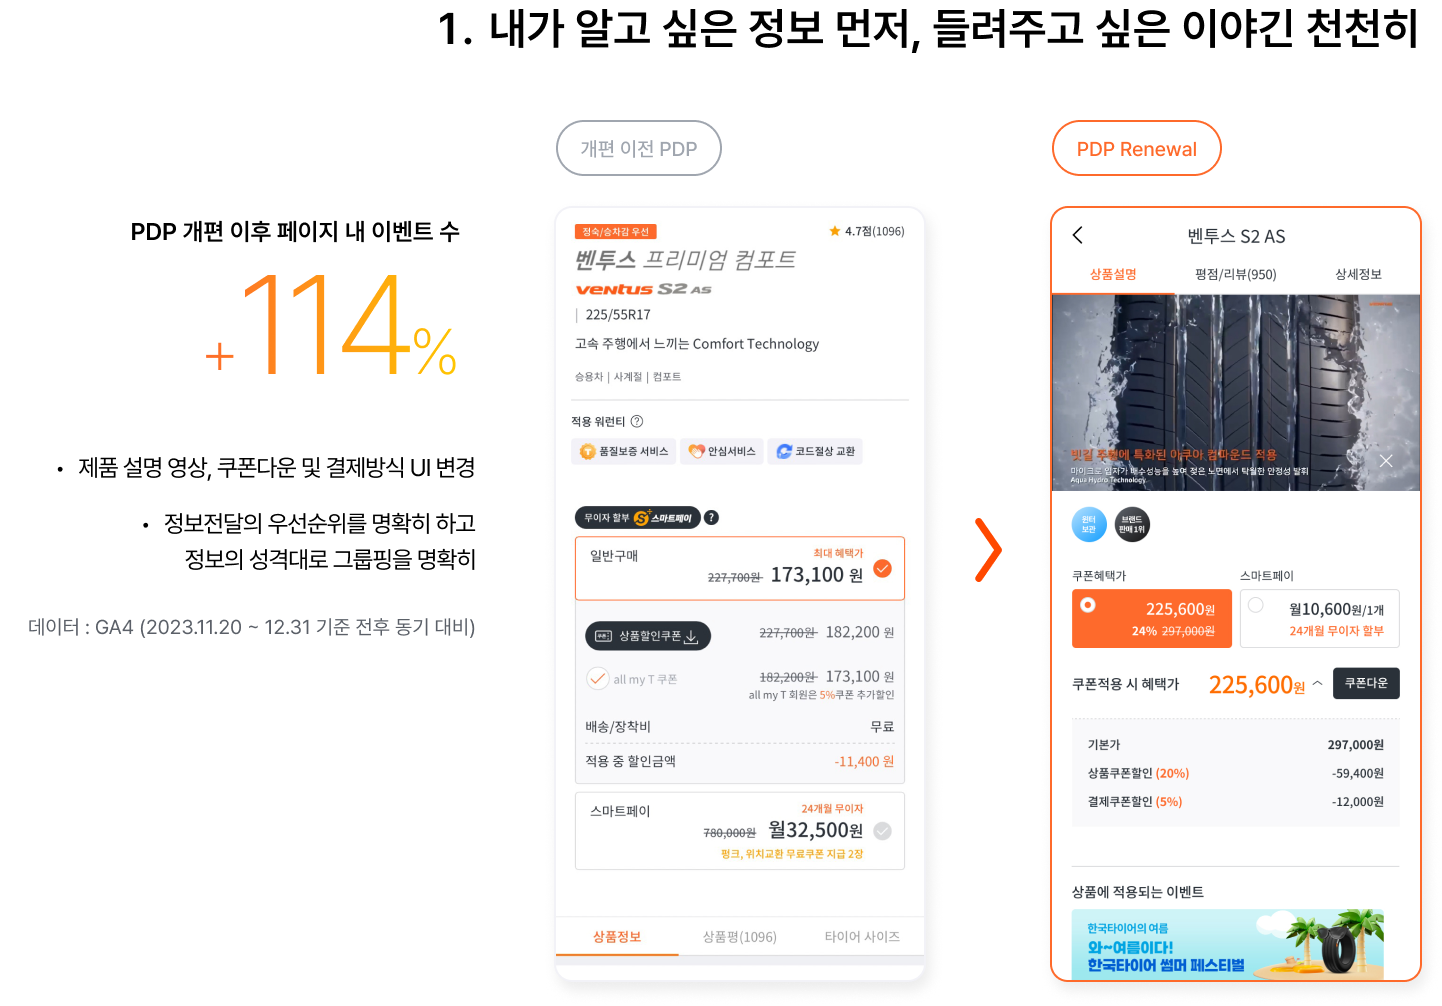 1. 내가 알고 싶은 정보 먼저, 들려주고 싶은 이야긴 천천히
PDP 개편 이후 페이지 내 이벤트 수
+114%
• 제품 설명 영상, 쿠폰다운 및 결제방식 UI 변경
• 정보전달의 우선순위를 명확히 하고
정보의 성격대로 그룹핑을 명확히
데이터 : GA4 (2023.11.20 ~ 12.31 기준 전후 동기 대비)
개편 이전 PDP
정숙/승차감 우선
4.7점(1096)
벤투스 프리미엄 컴포트
ventus S2 AS
| 225/55R17
고속 주행에서 느끼는 Comfort Technology
승용차 | 사계절 | 컴포트
적용 워런티 ?
품질보증 서비스 안심서비스 코드절상 교환
무이자 할부 S+ 스마트페이 ?
일반구매
최대 혜택가
227,700원 173,100 원
상품할인쿠폰
227,700원 182,200 원
all my T 쿠폰
182,200원 173,100 원
all my T 회원은 5%쿠폰 추가할인
배송/장착비 무료
적용 중 할인금액 -11,400 원
스마트페이
24개월 무이자
780,000원 월32,500원
펑크, 위치교환 무료쿠폰 지급 2장
상품정보 상품평(1096) 타이어 사이즈
PDP Renewal
벤투스 S2 AS
상품설명 평점/리뷰(950) 상세정보
빗길 주행에 특화된 아쿠아 컴파운드 적용
마이크로 입자가 배수성능을 높여 젖은 노면에서 탁월한 안정성 발휘
Aqua Hydro Technology.
윈터
보관
브랜드
판매 1위
쿠폰혜택가
225,600원
24% 297,000원
스마트페이
월10,600원/1개
24개월 무이자 할부
쿠폰적용 시 혜택가 225,600원 쿠폰다운
기본가 297,000원
상품쿠폰할인 (20%) -59,400원
결제쿠폰할인 (5%) -12,000원
상품에 적용되는 이벤트
한국타이어의 여름
와~여름이다!
한국타이어 썸머 페스티벌